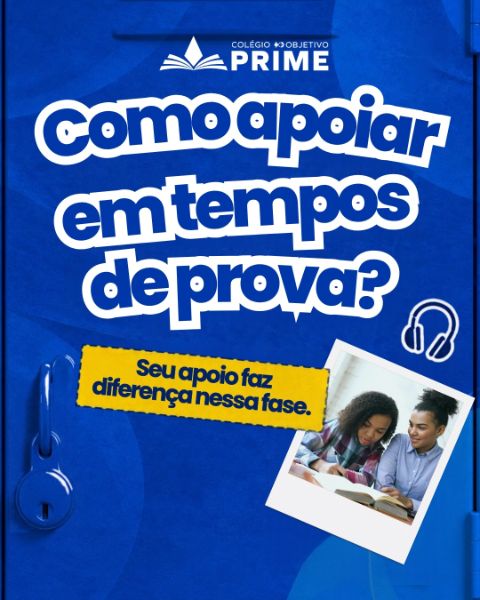 COLÉGIO OBJETIVO
PRIME
Como apoiar
em tempos
de prova?
Seu apoio faz
diferença nessa fase.